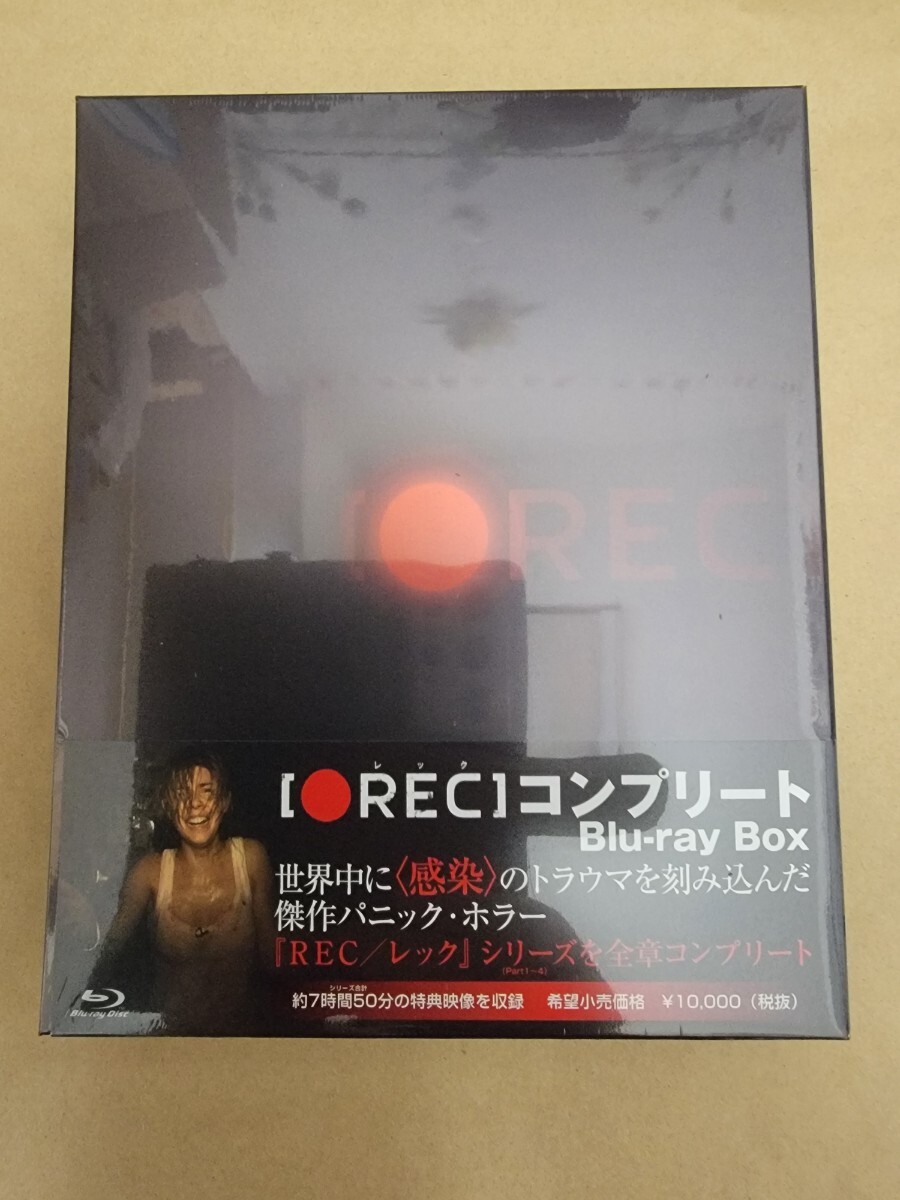 [●REC
レック
[●REC]コンプリート
Blu-ray Box
世界中に〈感染〉のトラウマを刻み込んだ
傑作パニック・ホラー
『REC／レック』シリーズを全章コンプリート
(Part1〜4)
シリーズ合計
約7時間50分の特典映像を収録 希望小売価格 ¥10,000（税抜）
Blu-ray Disc